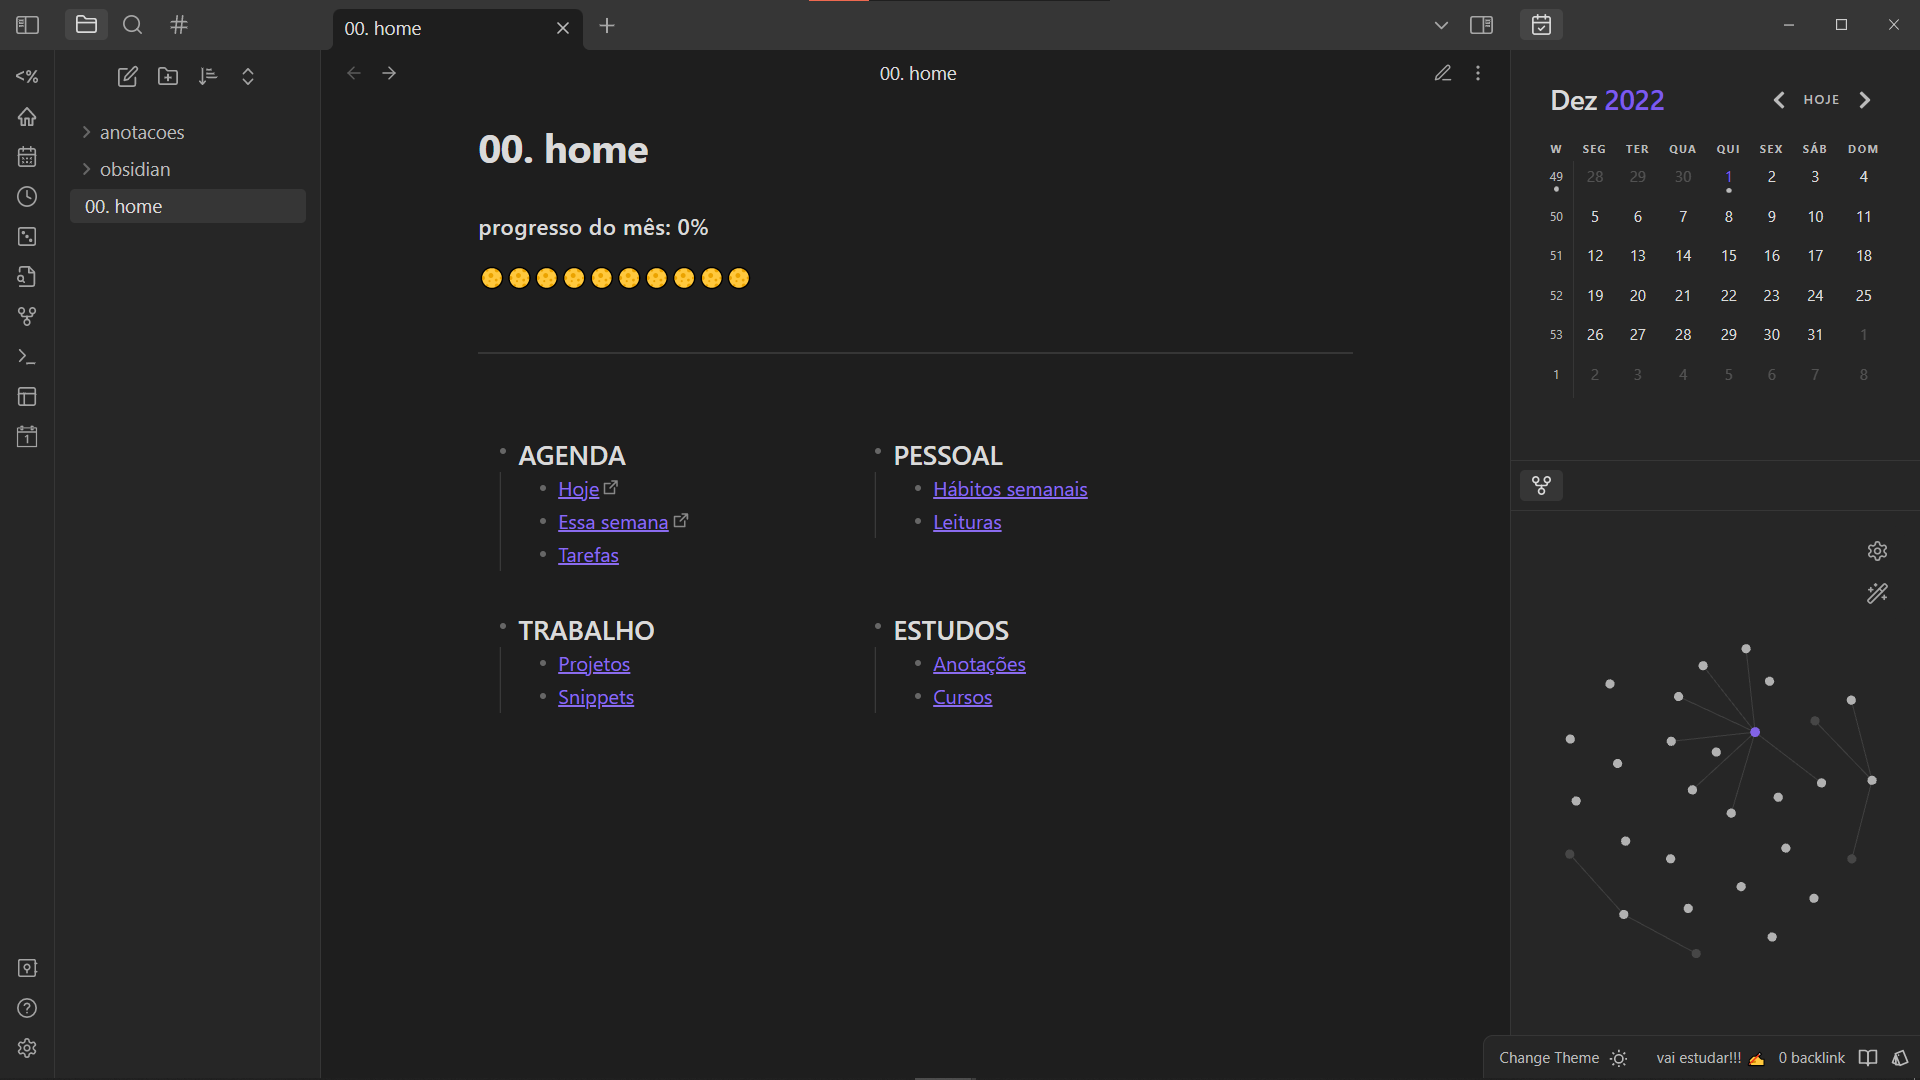 00. home
<%
anotacoes
obsidian
00. home
00. home
00. home
progresso do mês: 0%
AGENDA
Hoje
Essa semana
Tarefas
PESSOAL
Hábitos semanais
Leituras
TRABALHO
Projetos
Snippets
ESTUDOS
Anotações
Cursos
Dez 2022
HOJE
W SEG TER QUA QUI SEX SÁB DOM
49 28 29 30 1 2 3 4
50 5 6 7 8 9 10 11
51 12 13 14 15 16 17 18
52 19 20 21 22 23 24 25
53 26 27 28 29 30 31 1
1 2 3 4 5 6 7 8
1
Change Theme
vai estudar!!! ✍ 0 backlink